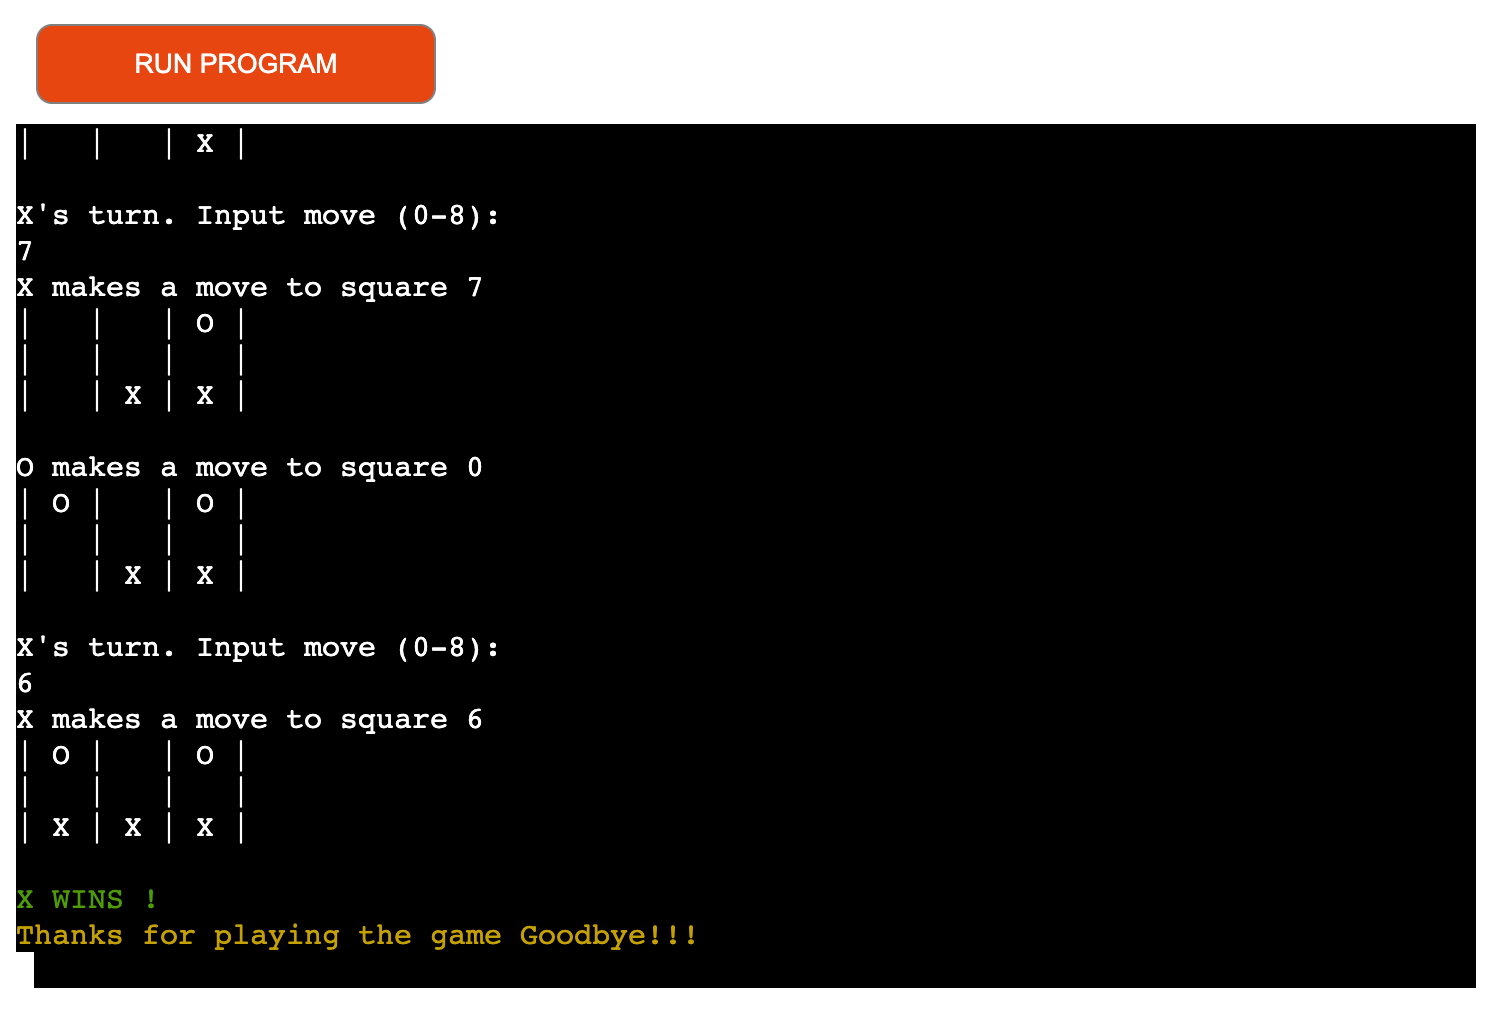 RUN PROGRAM
|   |   | X |
X's turn. Input move (0-8):
7
X makes a move to square 7
|   |   | O |
|   |   |   |
|   | X | X |
O makes a move to square 0
| O |   | O |
|   |   |   |
|   | X | X |
X's turn. Input move (0-8):
6
X makes a move to square 6
| O |   | O |
|   |   |   |
| X | X | X |
X WINS !
Thanks for playing the game Goodbye!!!